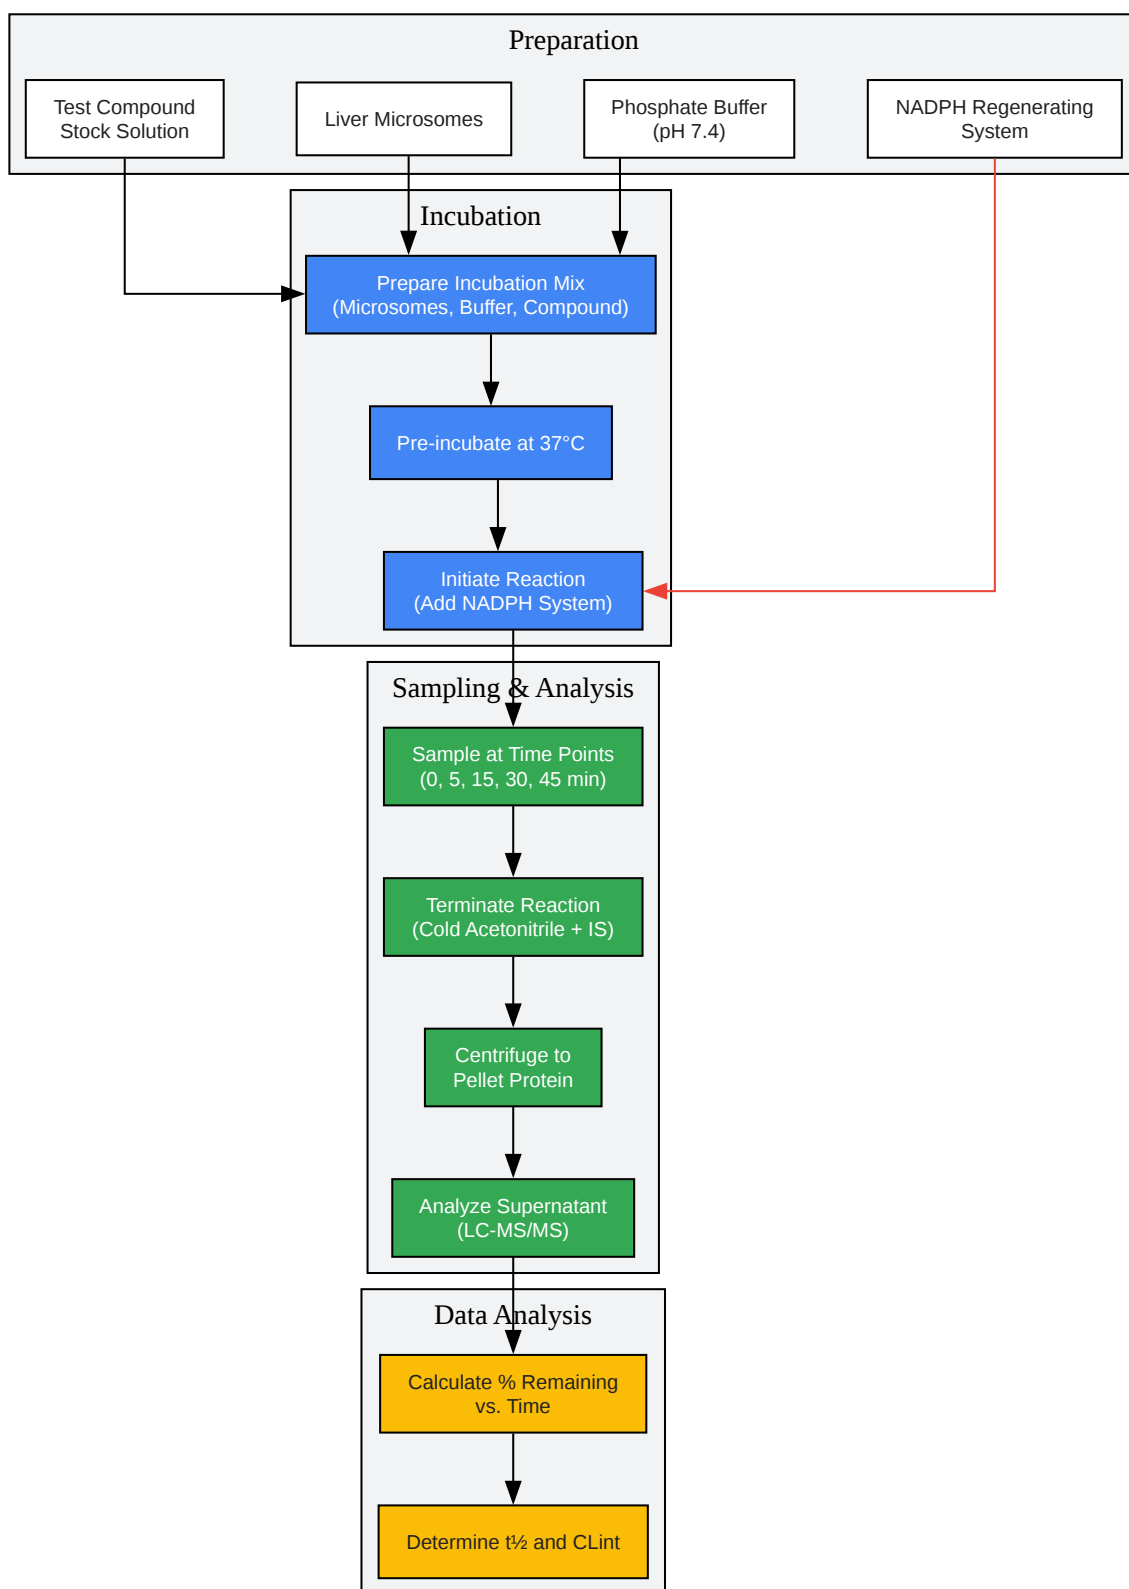 Preparation
Test Compound
Stock Solution
Liver Microsomes
Phosphate Buffer
(pH 7.4)
NADPH Regenerating
System
Incubation
Prepare Incubation Mix
(Microsomes, Buffer, Compound)
Pre-incubate at 37°C
Initiate Reaction
(Add NADPH System)
Sampling & Analysis
Sample at Time Points
(0, 5, 15, 30, 45 min)
Terminate Reaction
(Cold Acetonitrile + IS)
Centrifuge to
Pellet Protein
Analyze Supernatant
(LC-MS/MS)
Data Analysis
Calculate % Remaining
vs. Time
Determine t½ and CLint